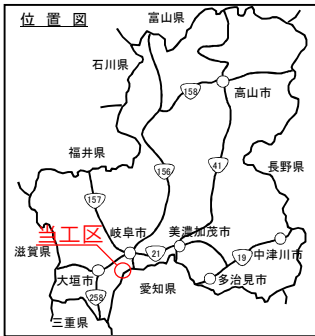 位置図
富山県
石川県
158
高山市
福井県
156
41
長野県
157
当工区
岐阜市
美濃加茂市
滋賀県
21
19
中津川市
大垣市
258
愛知県
多治見市
三重県